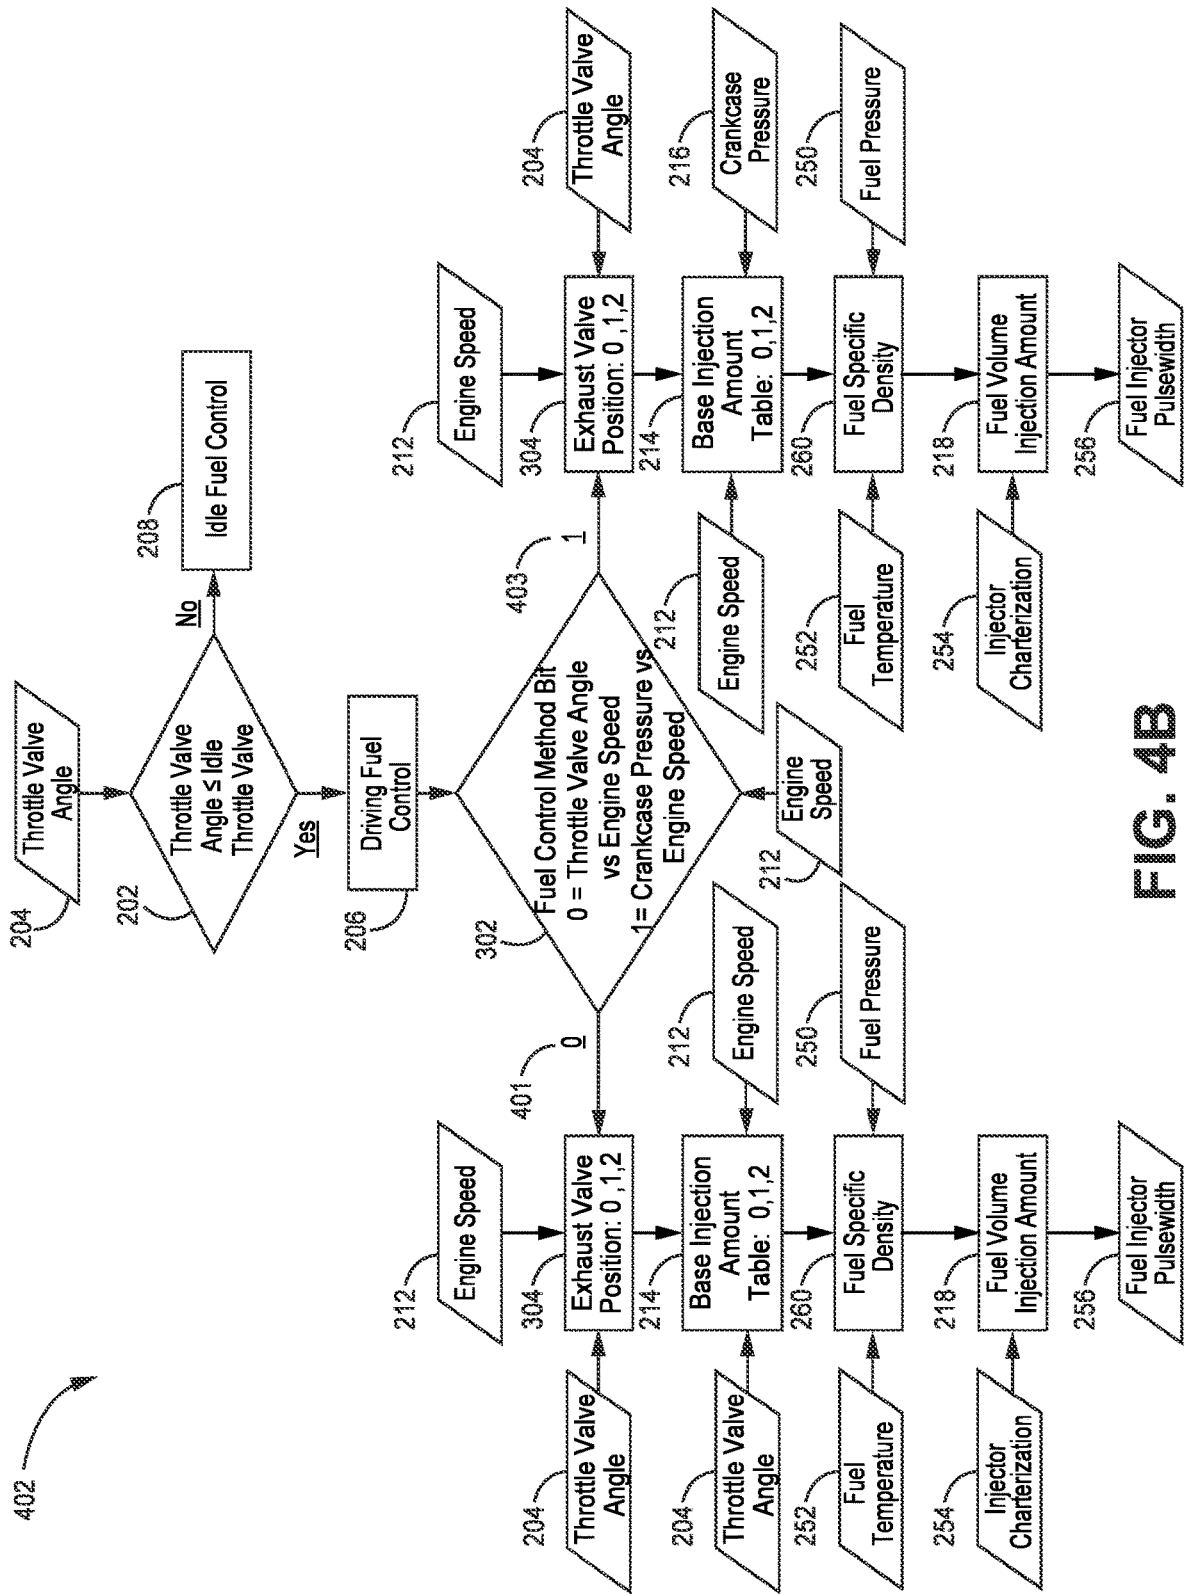 402
204
Throttle Valve
Angle
202
Throttle Valve
Angle ≤ Idle
Throttle Valve
No
208
Idle Fuel Control
Yes
206
Driving Fuel
Control
302
Fuel Control Method Bit
0 = Throttle Valve Angle
vs Engine Speed
1= Crankcase Pressure vs
Engine Speed
212
Engine
Speed
401
0
403
1
212
Engine Speed
204
Throttle Valve
Angle
304
Exhaust Valve
Position: 0 ,1,2
204
Throttle Valve
Angle
214
Base Injection
Amount
Table: 0,1,2
212
Engine Speed
252
Fuel
Temperature
260
Fuel Specific
Density
250
Fuel Pressure
254
Injector
Charterization
218
Fuel Volume
Injection Amount
256
Fuel Injector
Pulsewidth
212
Engine Speed
304
Exhaust Valve
Position: 0 ,1,2
204
Throttle Valve
Angle
212
Engine Speed
214
Base Injection
Amount
Table: 0,1,2
216
Crankcase
Pressure
252
Fuel
Temperature
260
Fuel Specific
Density
250
Fuel Pressure
254
Injector
Charterization
218
Fuel Volume
Injection Amount
256
Fuel Injector
Pulsewidth
FIG. 4B